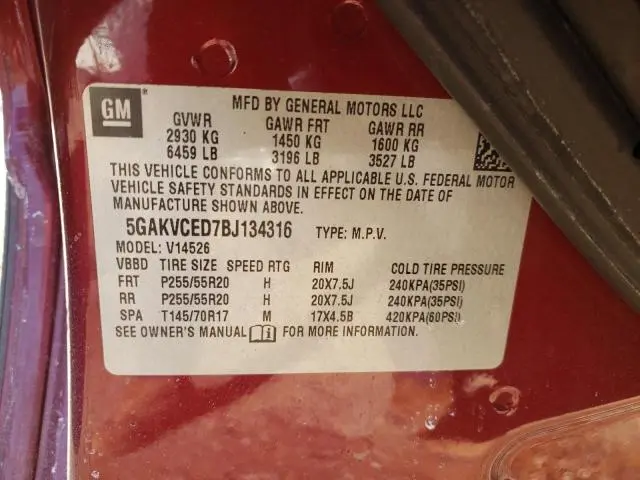 GM ®
MFD BY GENERAL MOTORS LLC
GVWR GAWR FRT GAWR RR
2930 KG 1450 KG 1600 KG
6459 LB 3196 LB 3527 LB
THIS VEHICLE CONFORMS TO ALL APPLICABLE U.S. FEDERAL MOTOR
VEHICLE SAFETY STANDARDS IN EFFECT ON THE DATE OF
MANUFACTURE SHOWN ABOVE.
5GAKVCED7BJ134316 TYPE: M.P.V.
MODEL: V14526
VBBD TIRE SIZE SPEED RTG RIM COLD TIRE PRESSURE
FRT P255/55R20 H 20X7.5J 240KPA(35PSI)
RR P255/55R20 H 20X7.5J 240KPA(35PSI)
SPA T145/70R17 M 17X4.5B 420KPA(60PSI)
SEE OWNER'S MANUAL FOR MORE INFORMATION.